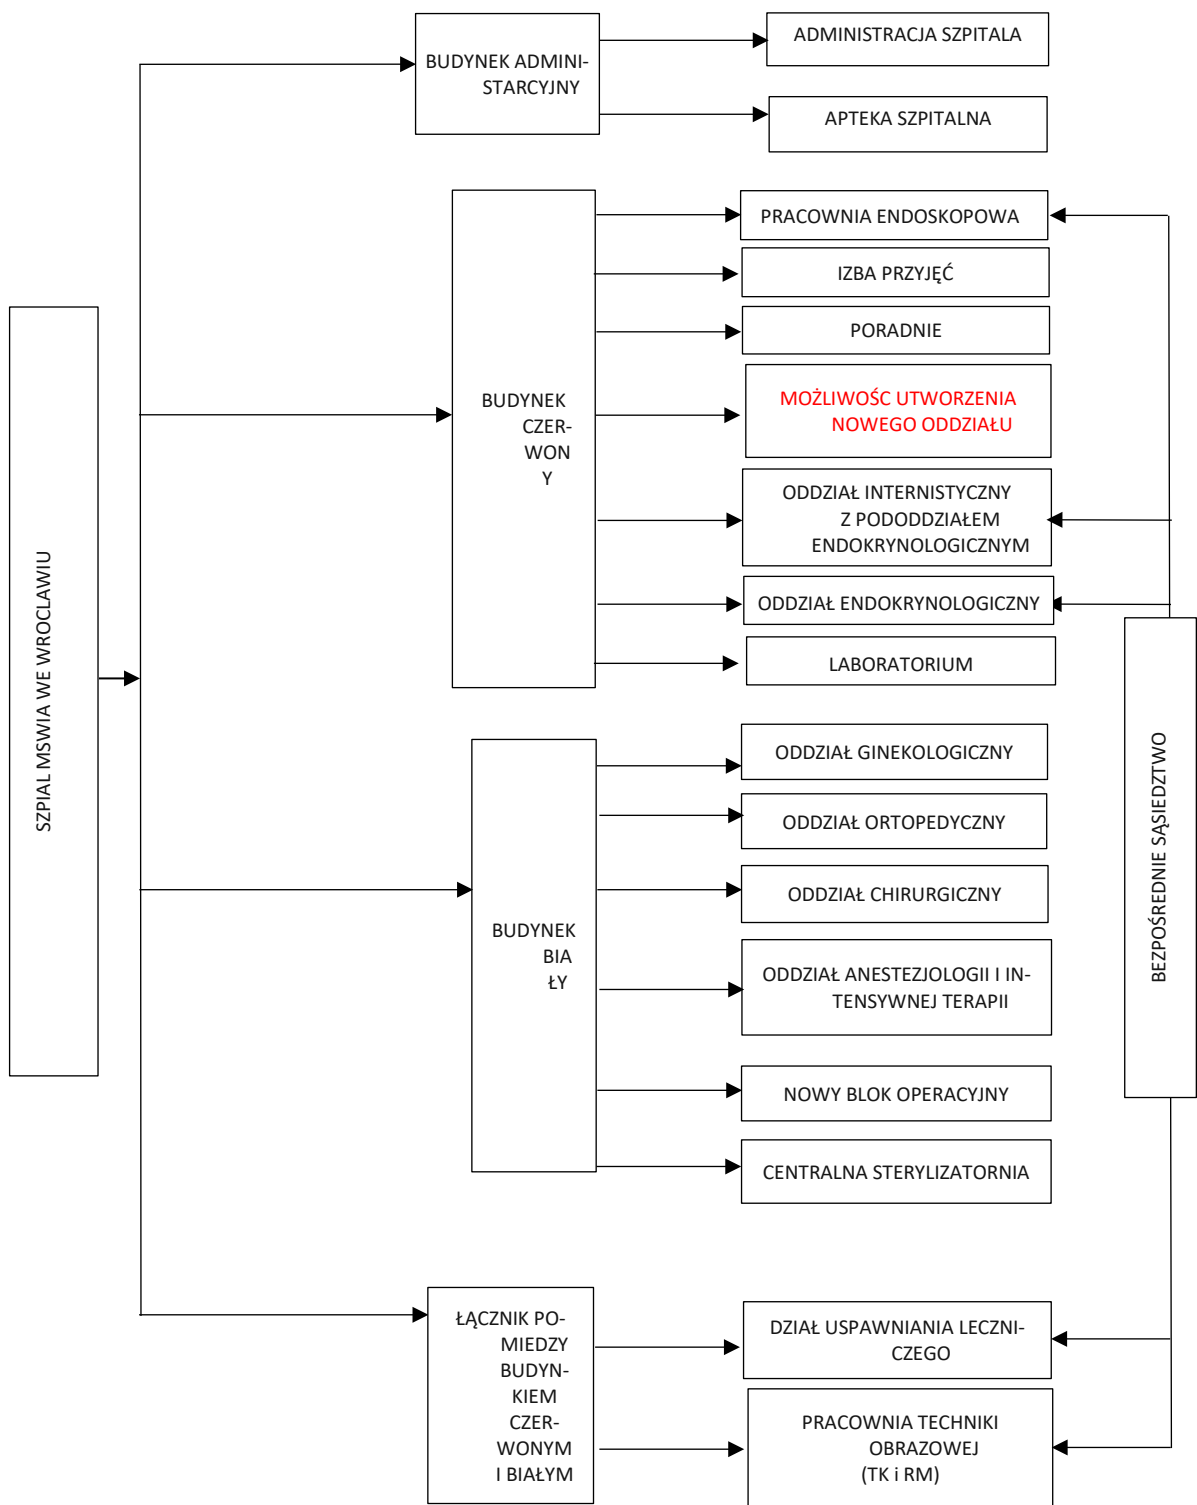 SZPIAL MSWIA WE WROCLAWIU
BUDYNEK ADMINI-
STARCYJNY
ADMINISTRACJA SZPITALA
APTEKA SZPITALNA
BUDYNEK
CZER-
WON
Y
PRACOWNIA ENDOSKOPOWA
IZBA PRZYJĘĆ
PORADNIE
MOŻLIWOŚC UTWORZENIA
NOWEGO ODDZIAŁU
ODDZIAŁ INTERNISTYCZNY
Z PODODDZIAŁEM
ENDOKRYNOLOGICZNYM
ODDZIAŁ ENDOKRYNOLOGICZNY
LABORATORIUM
BUDYNEK
BIA
ŁY
ODDZIAŁ GINEKOLOGICZNY
ODDZIAŁ ORTOPEDYCZNY
ODDZIAŁ CHIRURGICZNY
ODDZIAŁ ANESTEZJOLOGII I IN-
TENSYWNEJ TERAPII
NOWY BLOK OPERACYJNY
CENTRALNA STERYLIZATORNIA
ŁĄCZNIK PO-
MIEDZY
BUDYN-
KIEM
CZER-
WONYM
I BIAŁYM
DZIAŁ USPAWNIANIA LECZNI-
CZEGO
PRACOWNIA TECHNIKI
OBRAZOWEJ
(TK i RM)
BEZPOŚREDNIE SĄSIEDZTWO